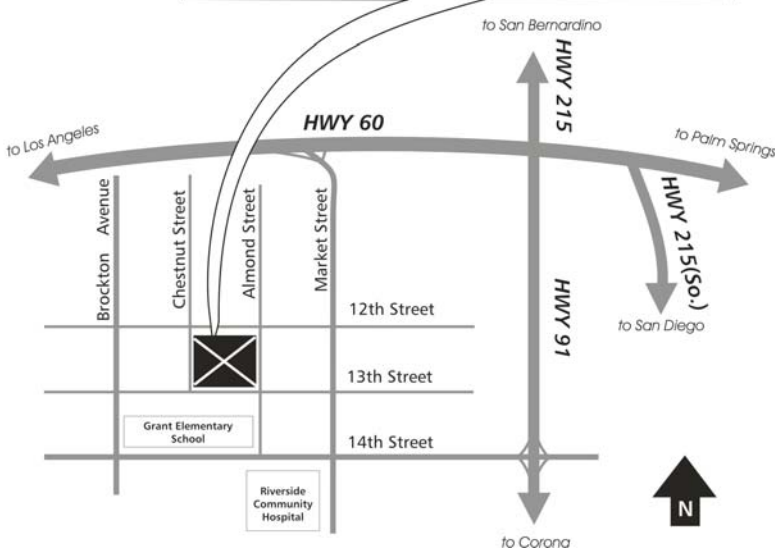 to San Bernardino
HWY 215
HWY 60
to Los Angeles
to Palm Springs
Brockton Avenue
Chestnut Street
Almond Street
Market Street
HWY 215(So.)
12th Street
to San Diego
HWY 91
13th Street
Grant Elementary
School
14th Street
Riverside
Community
Hospital
N
to Corona